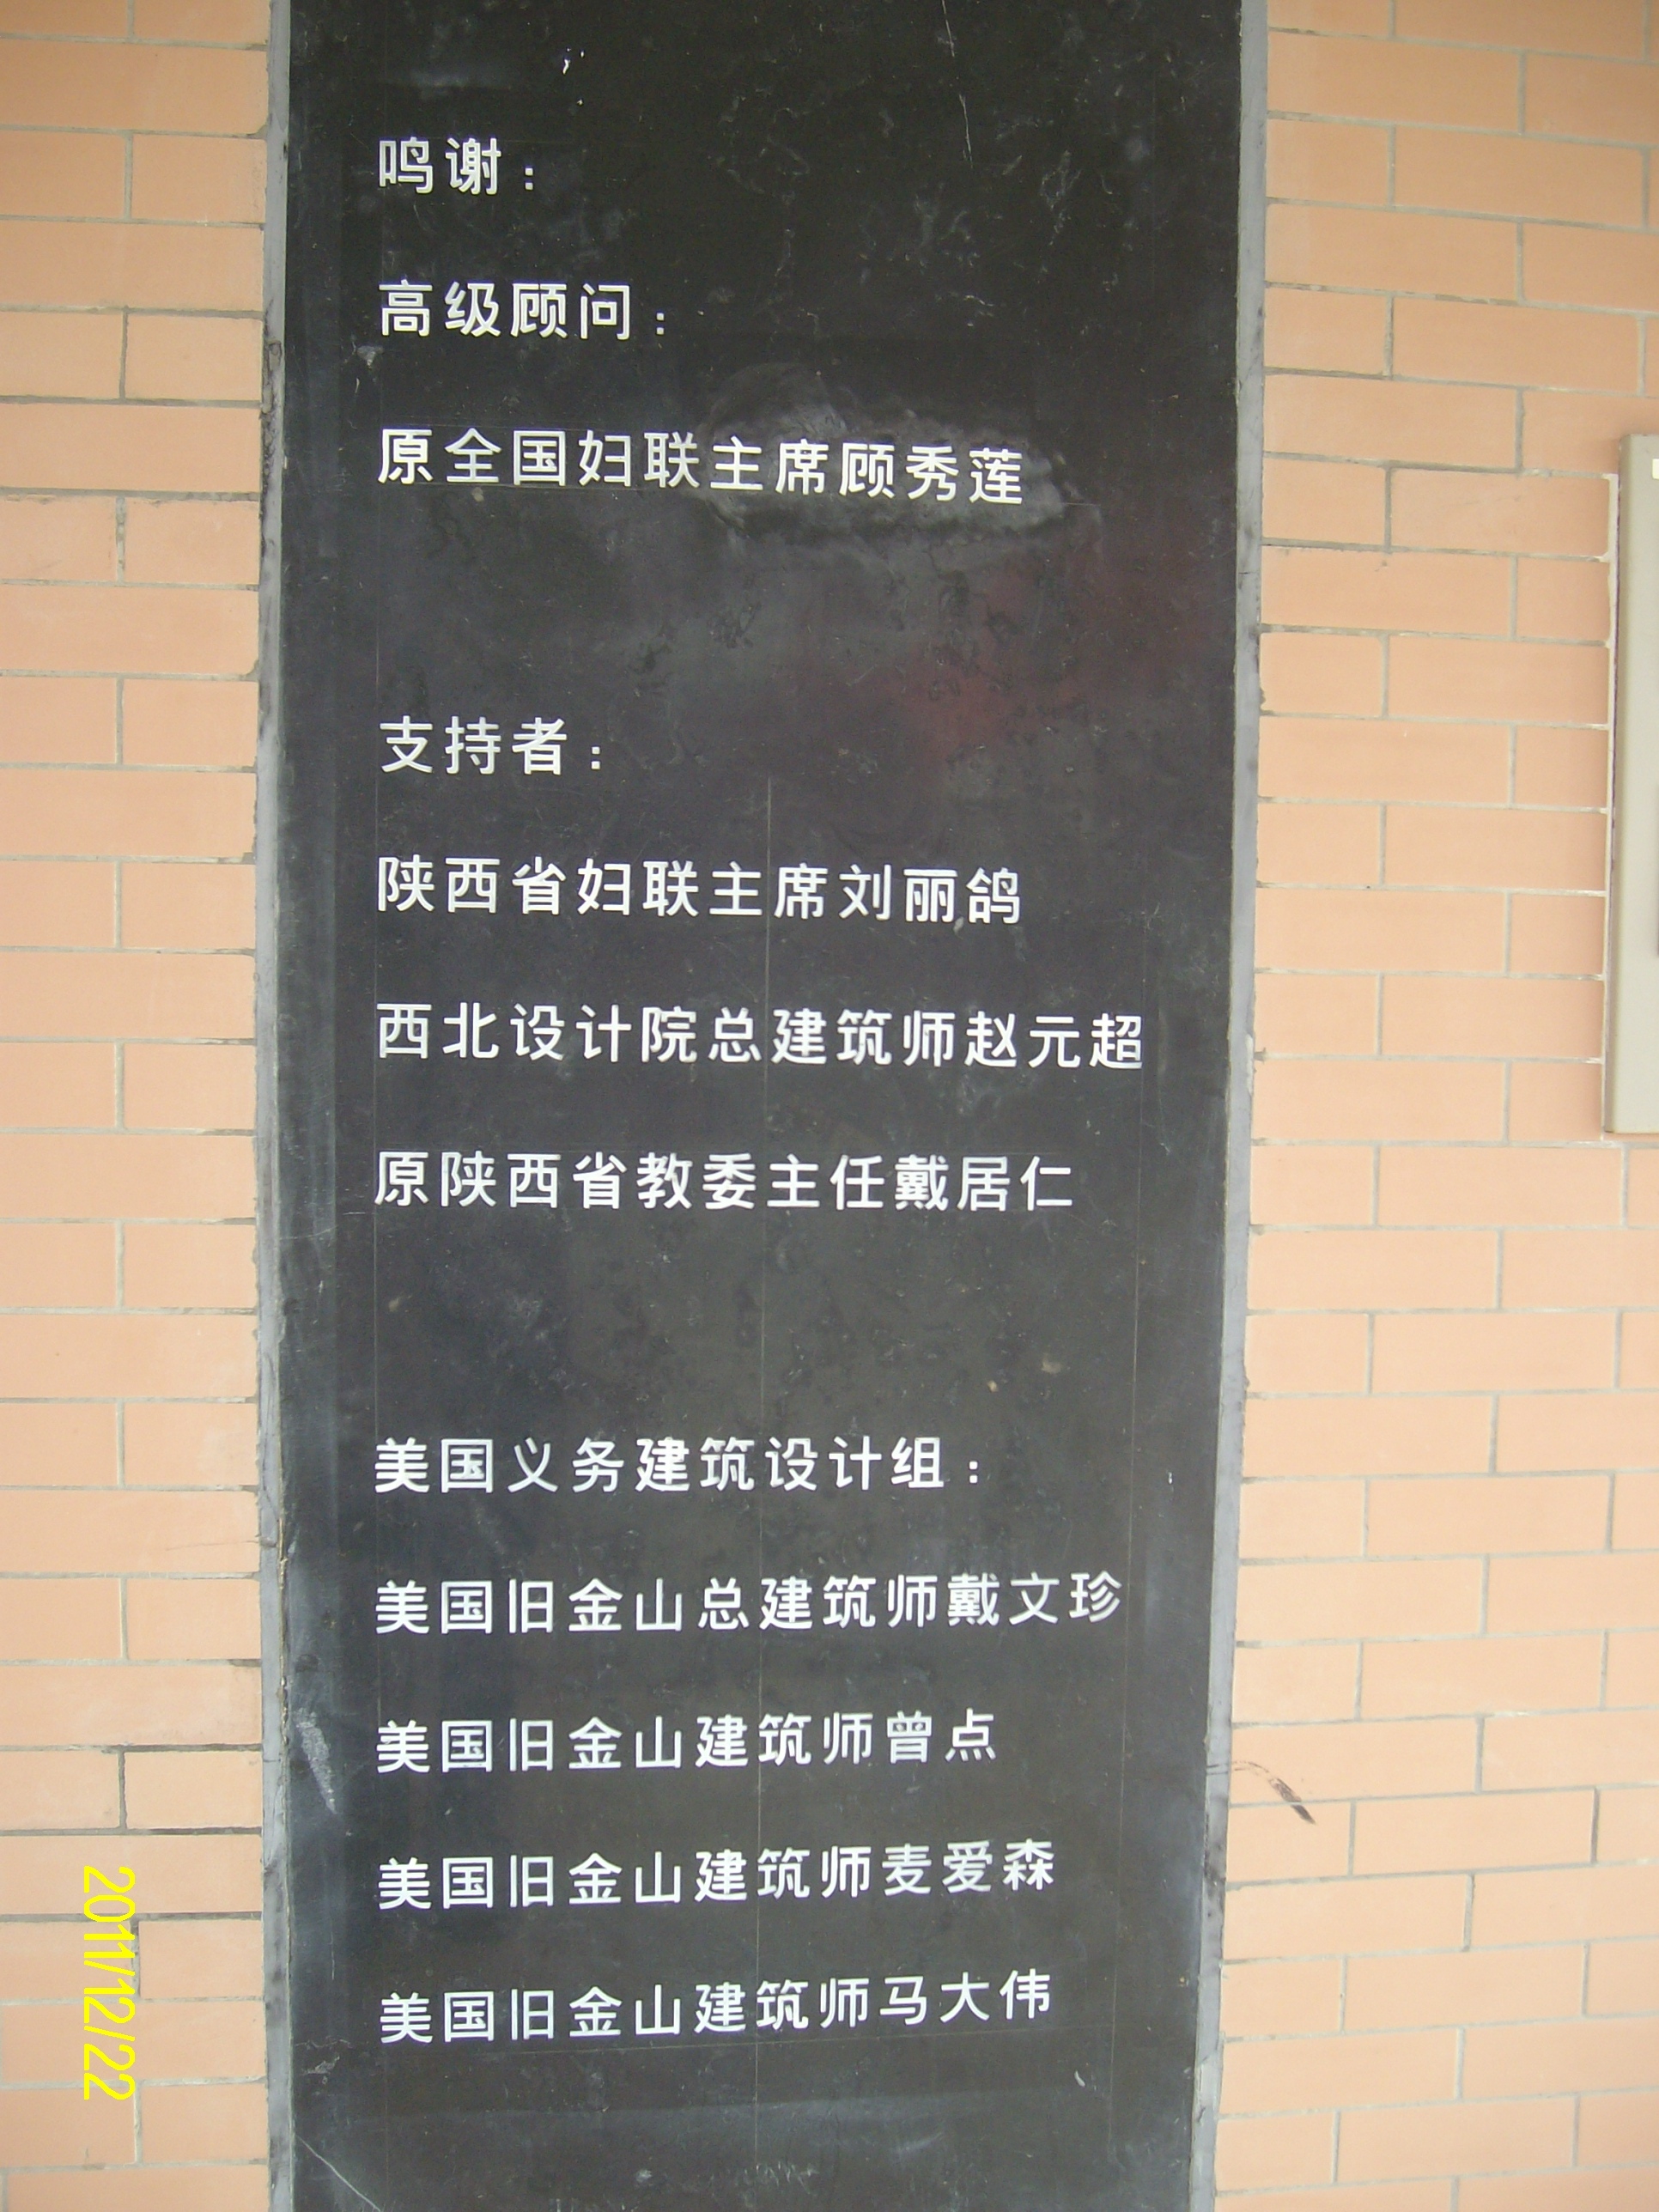 鸣谢：
高级顾问：
原全国妇联主席顾秀莲
支持者：
陕西省妇联主席刘丽鸽
西北设计院总建筑师赵元超
原陕西省教委主任戴居仁
美国义务建筑设计组：
美国旧金山总建筑师戴文珍
美国旧金山建筑师曾点
美国旧金山建筑师麦爱森
美国旧金山建筑师马大伟
2011/12/22